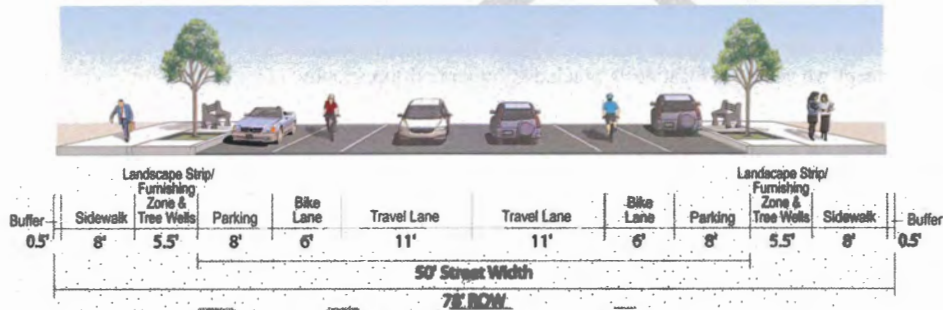 Landscape Strip/
Furnishing
Zone &
Tree Wells
Landscape Strip/
Furnishing
Zone &
Tree Wells
Buffer
Sidewalk
Parking
Bike
Lane
Travel Lane
Travel Lane
Bike
Lane
Parking
Sidewalk
Buffer
0.5' 8' 5.5' 8' 6' 11' 11' 6' 8' 5.5' 8' 0.5'
50' Street Width
78' ROW